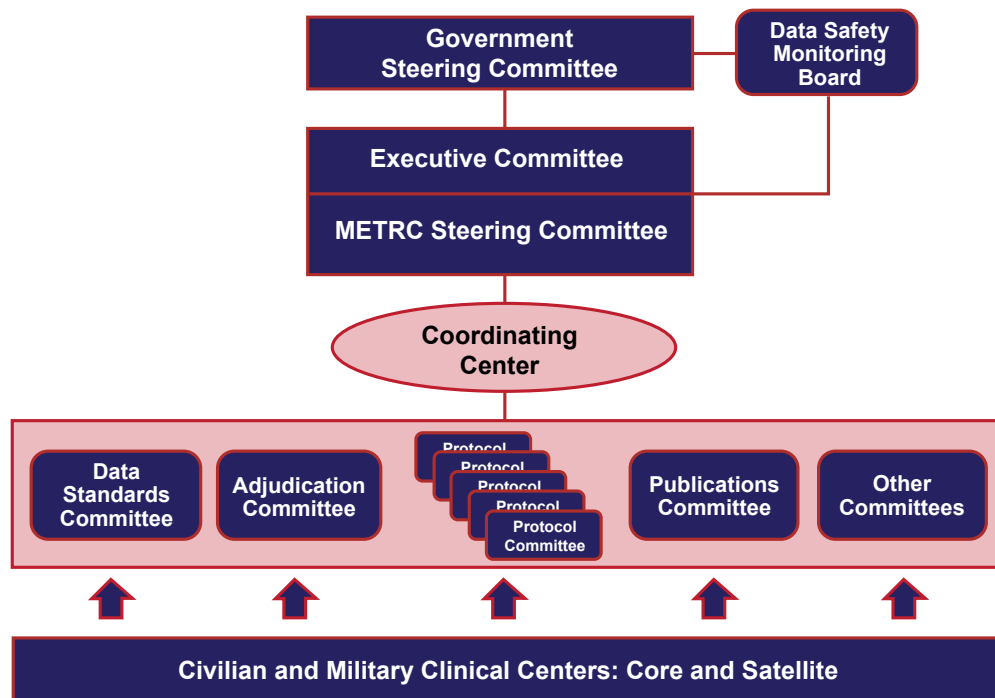 Government
Steering Committee
Data Safety
Monitoring
Board
Executive Committee
METRC Steering Committee
Coordinating
Center
Data
Standards
Committee
Adjudication
Committee
Protocol
Protocol
Protocol
Protocol
Protocol
Committee
Publications
Committee
Other
Committees
Civilian and Military Clinical Centers: Core and Satellite